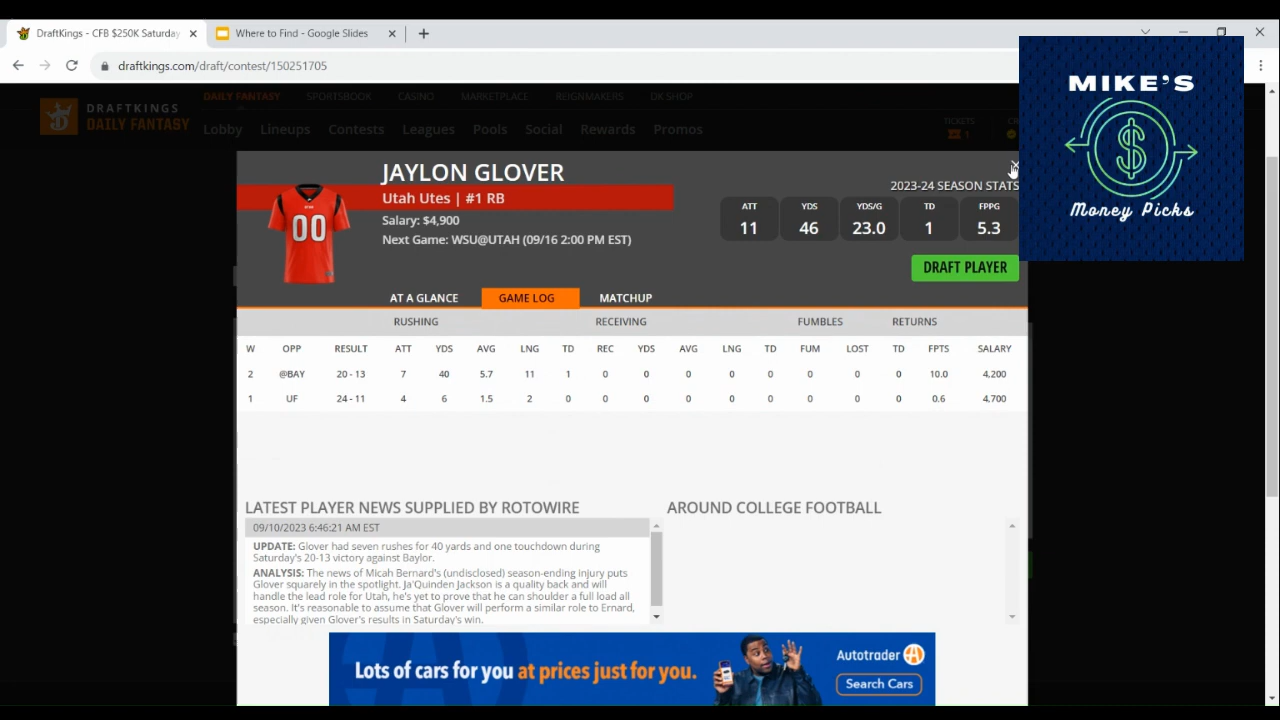 DraftKings - CFB $250K Saturday
Where to Find - Google Slides
draftkings.com/draft/contest/150251705
MIKE'S
$
Money Picks
DAILY FANTASY SPORTSBOOK CASINO MARKETPLACE REIGNMAKERS DK SHOP
DRAFTKINGS
DAILY FANTASY
Lobby Lineups Contests Leagues Pools Social Rewards Promos
TICKETS
1
JAYLON GLOVER
Utah Utes | #1 RB
Salary: $4,900
Next Game: WSU@UTAH (09/16 2:00 PM EST)
00
2023-24 SEASON STATS
ATT YDS YDS/G TD FPPG
11 46 23.0 1 5.3
DRAFT PLAYER
AT A GLANCE GAME LOG MATCHUP
RUSHING RECEIVING FUMBLES RETURNS
W OPP RESULT ATT YDS AVG LNG TD REC YDS AVG LNG TD FUM LOST TD FPTS SALARY
2 @BAY 20 - 13 7 40 5.7 11 1 0 0 0 0 0 0 0 0 10.0 4,200
1 UF 24 - 11 4 6 1.5 2 0 0 0 0 0 0 0 0 0 0.6 4,700
LATEST PLAYER NEWS SUPPLIED BY ROTOWIRE
09/10/2023 6:46:21 AM EST
UPDATE: Glover had seven rushes for 40 yards and one touchdown during
Saturday's 20-13 victory against Baylor.
ANALYSIS: The news of Micah Bernard's (undisclosed) season-ending injury puts
Glover squarely in the spotlight. Ja'Quinden Jackson is a quality back and will
handle the lead role for Utah, he's yet to prove that he can shoulder a full load all
season. It's reasonable to assume that Glover will perform a similar role to Ernard,
especially given Glover's results in Saturday's win.
AROUND COLLEGE FOOTBALL
Lots of cars for you at prices just for you.
Autotrader
Search Cars